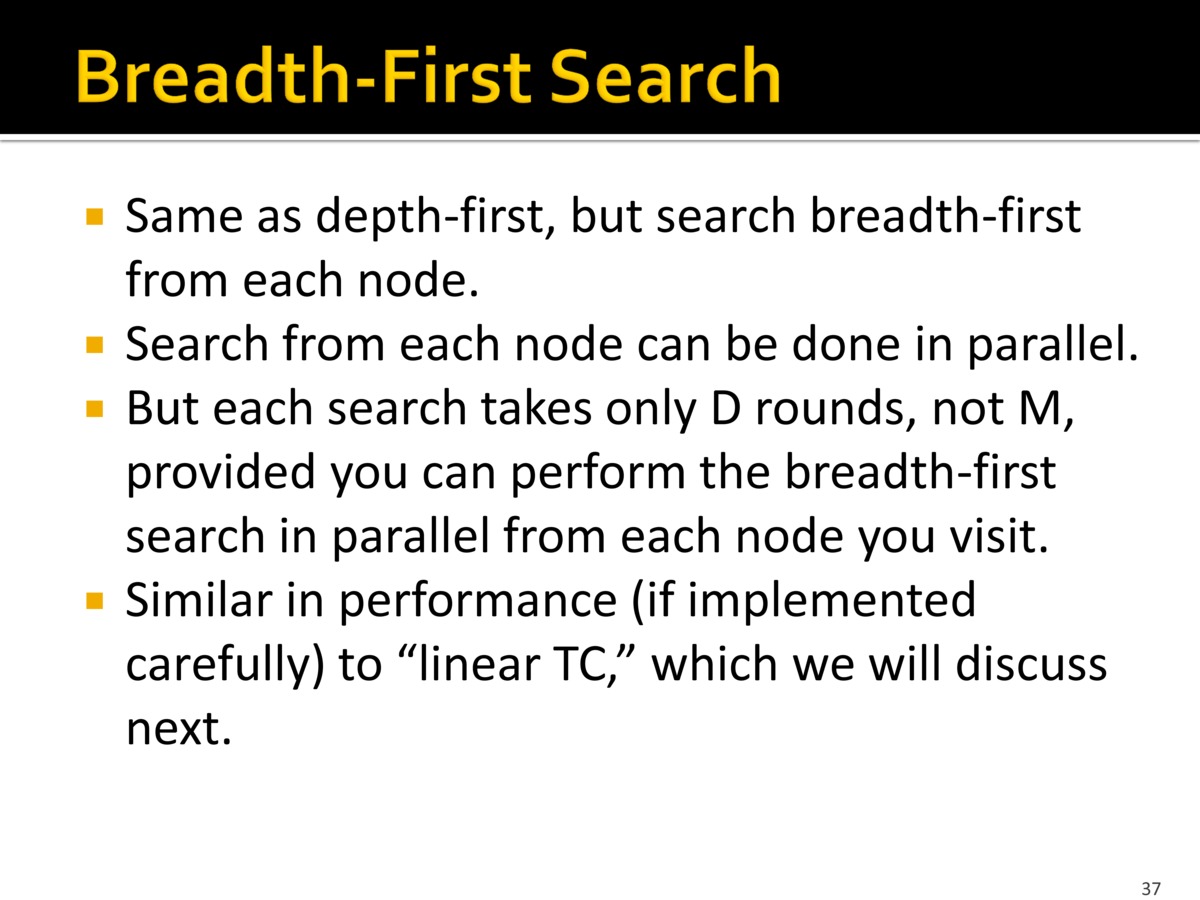 Breadth-First Search
▪ Same as depth-first, but search breadth-first
from each node.
▪ Search from each node can be done in parallel.
▪ But each search takes only D rounds, not M,
provided you can perform the breadth-first
search in parallel from each node you visit.
▪ Similar in performance (if implemented
carefully) to “linear TC,” which we will discuss
next.
37